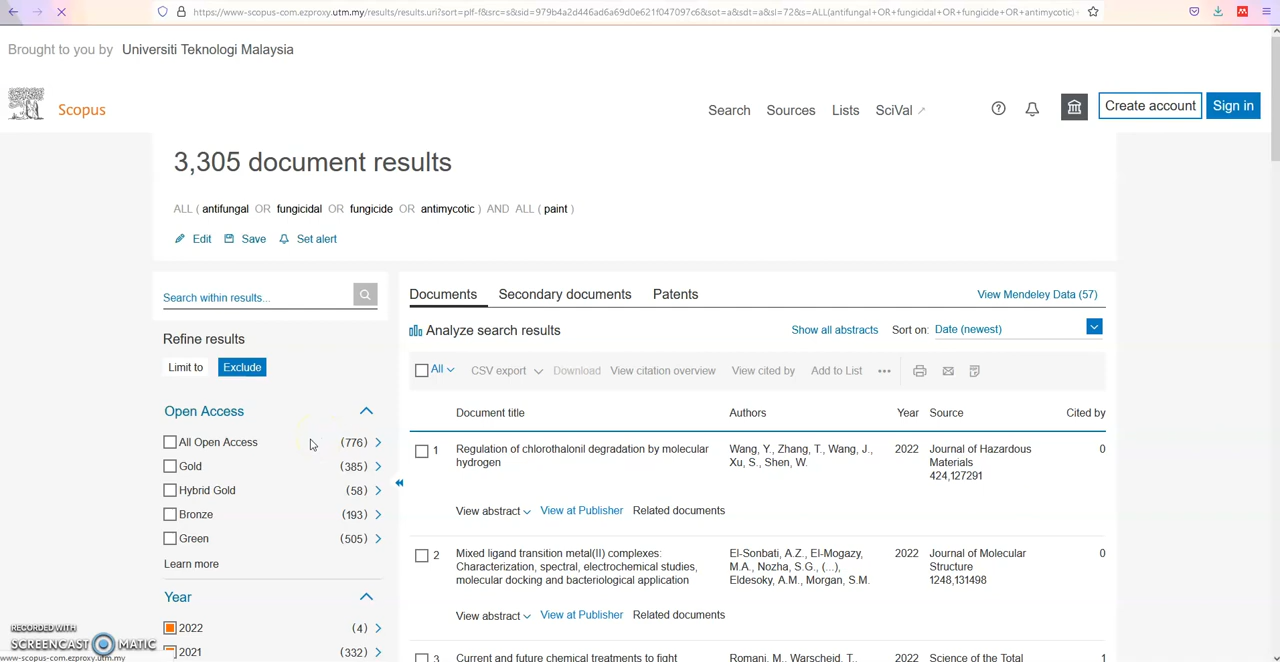 https://www-scopus-com.ezproxy.utm.my/results/results.uri?sort=plf-f&src=s&sid=979b4a2d446ad6a69d0e621f047097c6&sot=a&sdt=a&sl=72&s=ALL(antifungal+OR+fungicidal+OR+fungicide+OR+antimycotic)+
Brought to you by Universiti Teknologi Malaysia
Scopus
Search Sources Lists SciVal Create account Sign in
3,305 document results
ALL ( antifungal OR fungicidal OR fungicide OR antimycotic ) AND ALL ( paint )
Edit Save Set alert
Search within results...
Documents Secondary documents Patents View Mendeley Data (57)
Analyze search results Show all abstracts Sort on: Date (newest)
Refine results
Limit to Exclude
All CSV export Download View citation overview View cited by Add to List •••
Open Access
Document title Authors Year Source Cited by
All Open Access (776)
Gold (385)
Hybrid Gold (58)
Bronze (193)
Green (505)
Learn more
Year
2022 (4)
2021 (332)
1 Regulation of chlorothalonil degradation by molecular
hydrogen
Wang, Y., Zhang, T., Wang, J.,
Xu, S., Shen, W.
2022 Journal of Hazardous
Materials
424,127291
0
View abstract View at Publisher Related documents
2 Mixed ligand transition metal(II) complexes:
Characterization, spectral, electrochemical studies,
molecular docking and bacteriological application
El-Sonbati, A.Z., El-Mogazy,
M.A., Nozha, S.G., (...),
Eldesoky, A.M., Morgan, S.M.
2022 Journal of Molecular
Structure
1248,131498
0
View abstract View at Publisher Related documents
3 Current and future chemical treatments to fight
Romani, M., Warscheid, T.,
2022 Science of the Total
1
RECORDED WITH
SCREENCAST MATIC
www-scopus-com.ezproxy.utm.my